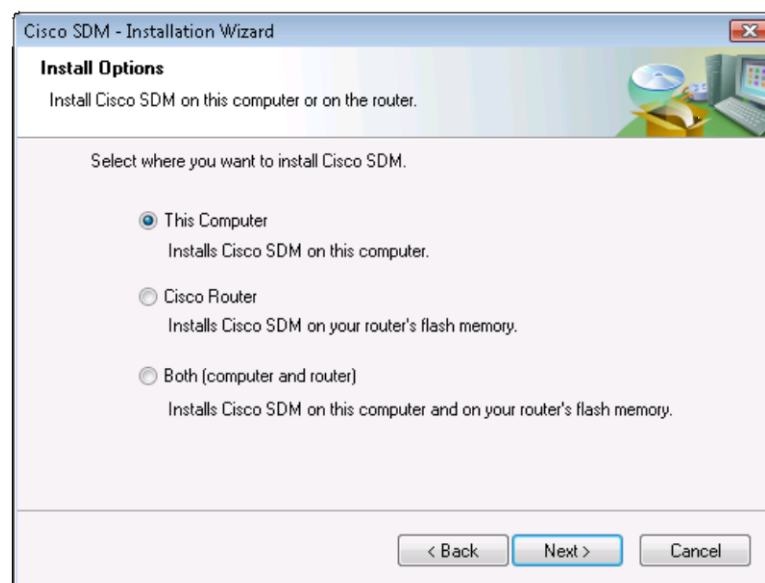 Cisco SDM - Installation Wizard
Install Options
Install Cisco SDM on this computer or on the router.
Select where you want to install Cisco SDM.
This Computer
Installs Cisco SDM on this computer.
Cisco Router
Installs Cisco SDM on your router's flash memory.
Both (computer and router)
Installs Cisco SDM on this computer and on your router's flash memory.
< Back Next > Cancel